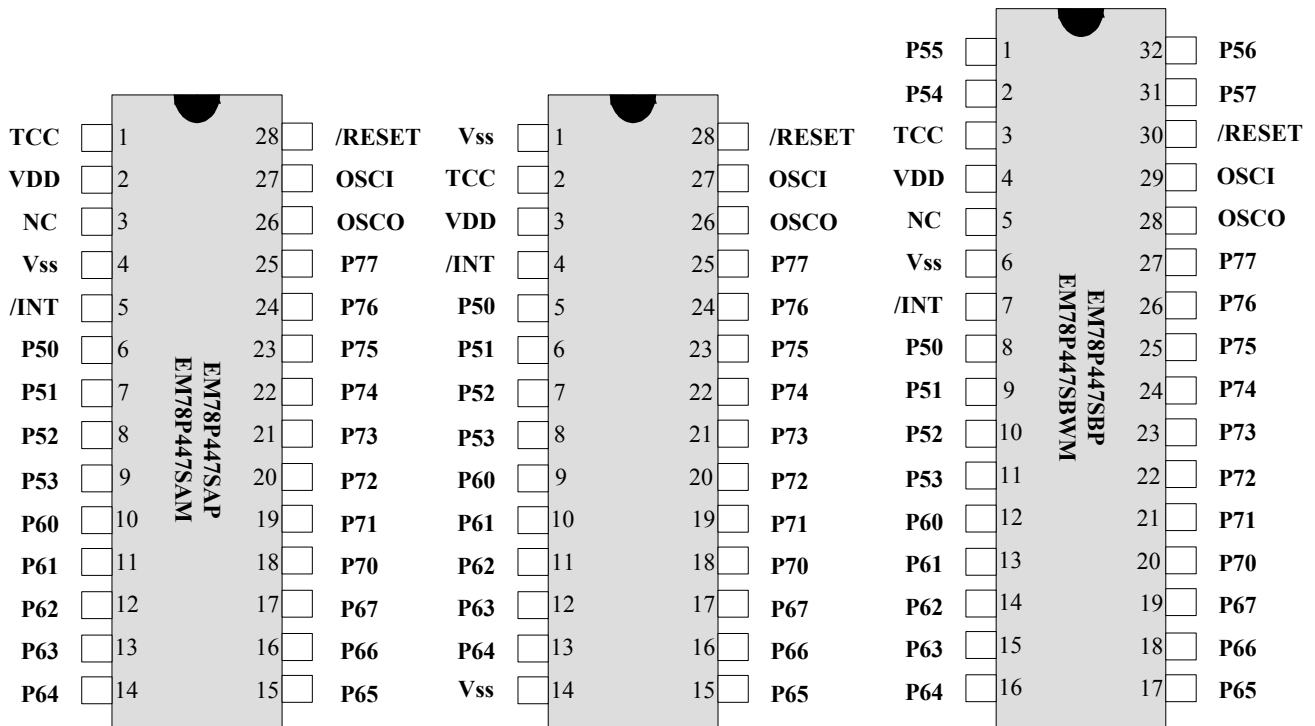 TCC 1 28 /RESET
VDD 2 27 OSCI
NC 3 26 OSCO
Vss 4 25 P77
/INT 5 24 P76
P50 6 23 P75
P51 7 22 P74
P52 8 21 P73
P53 9 20 P72
P60 10 19 P71
P61 11 18 P70
P62 12 17 P67
P63 13 16 P66
P64 14 15 P65
EM78P447SAP
EM78P447SAM
Vss 1 28 /RESET
TCC 2 27 OSCI
VDD 3 26 OSCO
/INT 4 25 P77
P50 5 24 P76
P51 6 23 P75
P52 7 22 P74
P53 8 21 P73
P60 9 20 P72
P61 10 19 P71
P62 11 18 P70
P63 12 17 P67
P64 13 16 P66
Vss 14 15 P65
P55 1 32 P56
P54 2 31 P57
TCC 3 30 /RESET
VDD 4 29 OSCI
NC 5 28 OSCO
Vss 6 27 P77
/INT 7 26 P76
P50 8 25 P75
P51 9 24 P74
P52 10 23 P73
P53 11 22 P72
P60 12 21 P71
P61 13 20 P70
P62 14 19 P67
P63 15 18 P66
P64 16 17 P65
EM78P447SBP
EM78P447SBWM